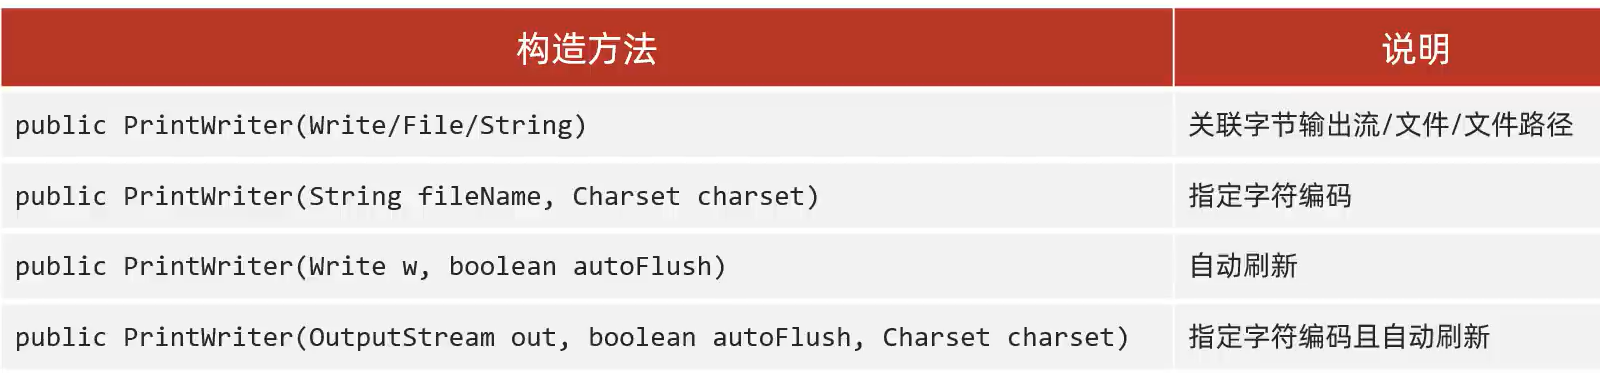 构造方法 说明
public PrintWriter(Write/File/String) 关联字节输出流/文件/文件路径
public PrintWriter(String fileName, Charset charset) 指定字符编码
public PrintWriter(Write w, boolean autoFlush) 自动刷新
public PrintWriter(OutputStream out, boolean autoFlush, Charset charset) 指定字符编码且自动刷新